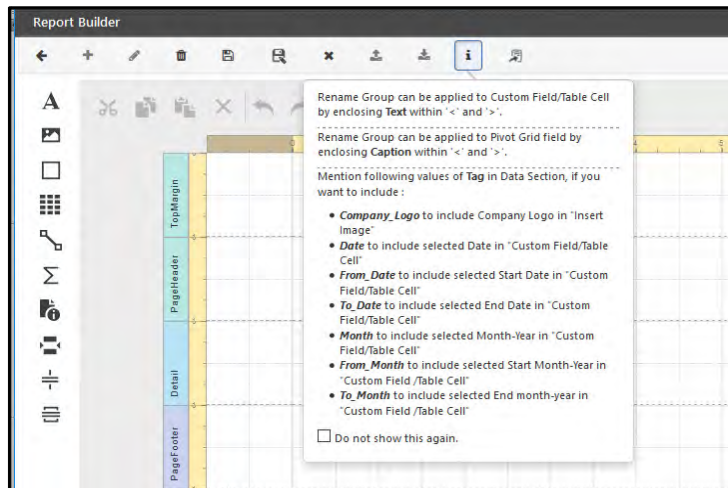 Report Builder
Rename Group can be applied to Custom Field/Table Cell
by enclosing Text within '<' and '>'.
Rename Group can be applied to Pivot Grid field by
enclosing Caption within '<' and '>'.
Mention following values of Tag in Data Section, if you
want to include :
• Company_Logo to include Company Logo in "Insert
Image"
• Date to include selected Date in "Custom Field/Table
Cell"
• From_Date to include selected Start Date in "Custom
Field/Table Cell"
• To_Date to include selected End Date in "Custom
Field/Table Cell"
• Month to include selected Month-Year in "Custom
Field/Table Cell"
• From_Month to include selected Start Month-Year in
"Custom Field /Table Cell"
• To_Month to include selected End month-year in
"Custom Field /Table Cell"
Do not show this again.
TopMargin
PageHeader
Detail
PageFooter